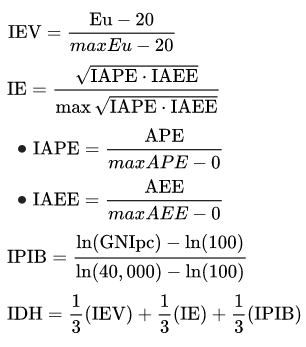 IEV = (Eu − 20) / (maxEu − 20)
IE = √(IAPE · IAEE) / max √(IAPE · IAEE)
• IAPE = APE / (maxAPE − 0)
• IAEE = AEE / (maxAEE − 0)
IPIB = (ln(GNIpc) − ln(100)) / (ln(40,000) − ln(100))
IDH = 1/3 (IEV) + 1/3 (IE) + 1/3 (IPIB)